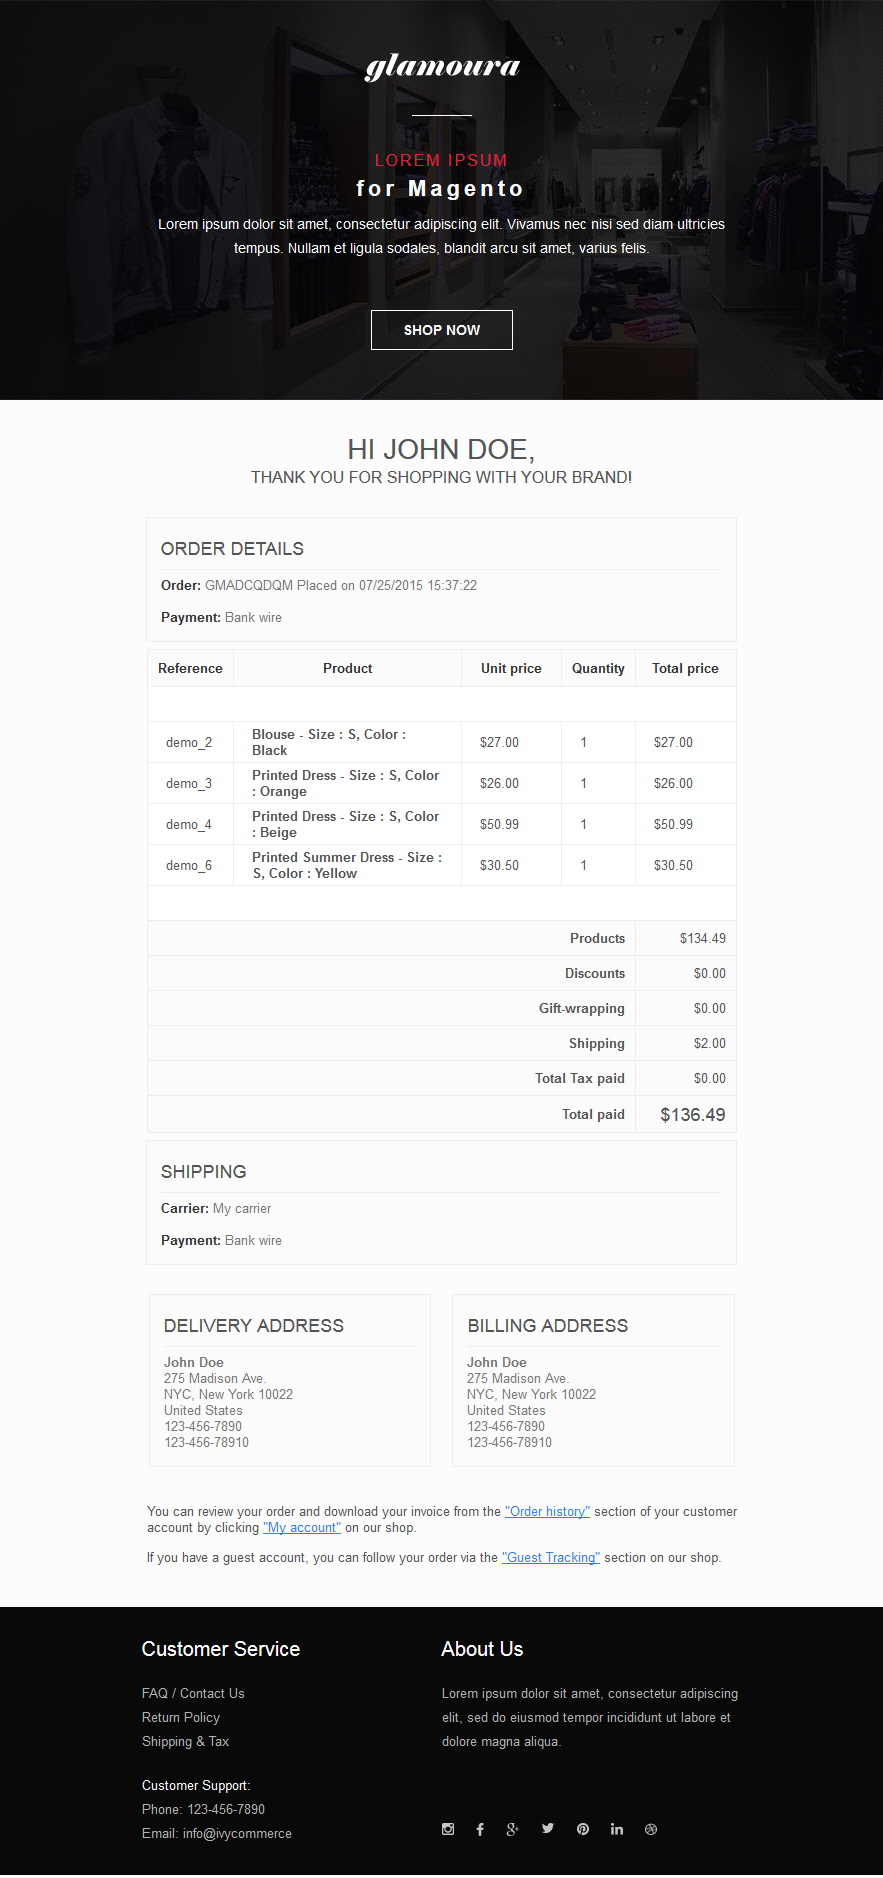 glamoura
LOREM IPSUM
for Magento
Lorem ipsum dolor sit amet, consectetur adipiscing elit. Vivamus nec nisi sed diam ultricies
tempus. Nullam et ligula sodales, blandit arcu sit amet, varius felis.
SHOP NOW
HI JOHN DOE,
THANK YOU FOR SHOPPING WITH YOUR BRAND!
ORDER DETAILS
Order: GMADCQDQM Placed on 07/25/2015 15:37:22
Payment: Bank wire
Reference Product Unit price Quantity Total price
demo_2 Blouse - Size : S, Color : $27.00 1 $27.00
Black
demo_3 Printed Dress - Size : S, Color $26.00 1 $26.00
: Orange
demo_4 Printed Dress - Size : S, Color $50.99 1 $50.99
: Beige
demo_6 Printed Summer Dress - Size : $30.50 1 $30.50
S, Color : Yellow
Products $134.49
Discounts $0.00
Gift-wrapping $0.00
Shipping $2.00
Total Tax paid $0.00
Total paid $136.49
SHIPPING
Carrier: My carrier
Payment: Bank wire
DELIVERY ADDRESS
John Doe
275 Madison Ave.
NYC, New York 10022
United States
123-456-7890
123-456-78910
BILLING ADDRESS
John Doe
275 Madison Ave.
NYC, New York 10022
United States
123-456-7890
123-456-78910
You can review your order and download your invoice from the "Order history" section of your customer
account by clicking "My account" on our shop.
If you have a guest account, you can follow your order via the "Guest Tracking" section on our shop.
Customer Service
FAQ / Contact Us
Return Policy
Shipping & Tax
Customer Support:
Phone: 123-456-7890
Email: info@ivycommerce
About Us
Lorem ipsum dolor sit amet, consectetur adipiscing
elit, sed do eiusmod tempor incididunt ut labore et
dolore magna aliqua.